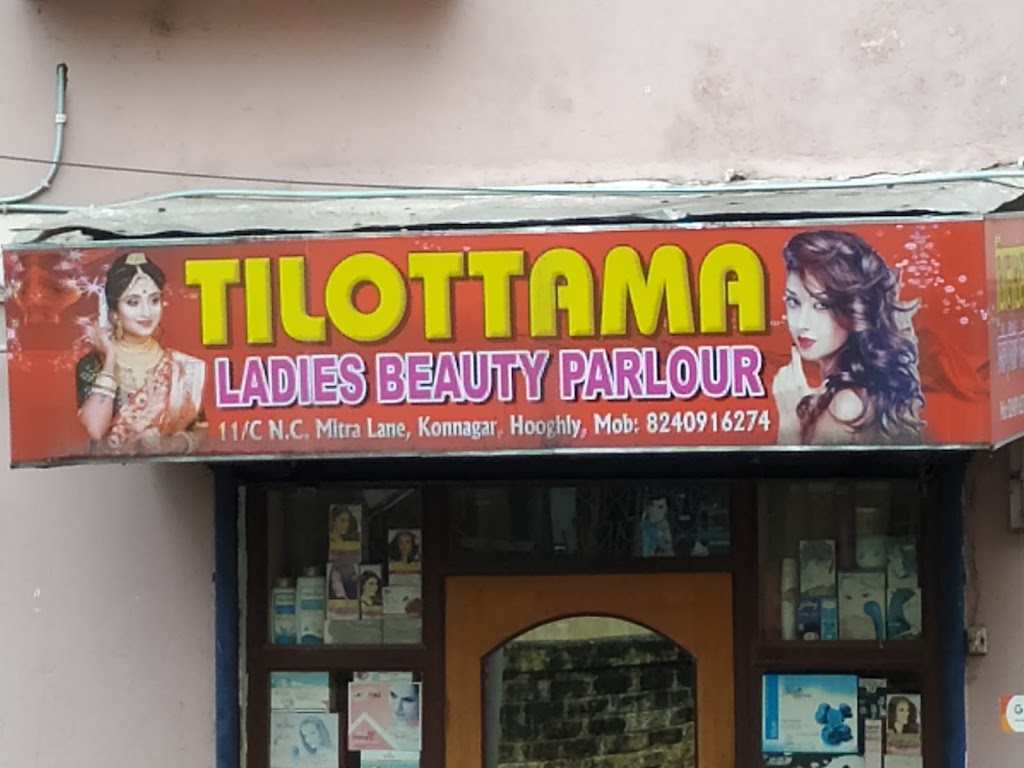 TILOTTAMA
LADIES BEAUTY PARLOUR
11/C N.C. Mitra Lane, Konnagar, Hooghly, Mob: 8240916274